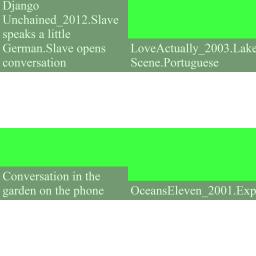 Django
Unchained_2012.Slave
speaks a little
German.Slave opens
conversation
LoveActually_2003.Lake
Scene.Portuguese
Conversation in the
garden on the phone
OceansEleven_2001.Exp